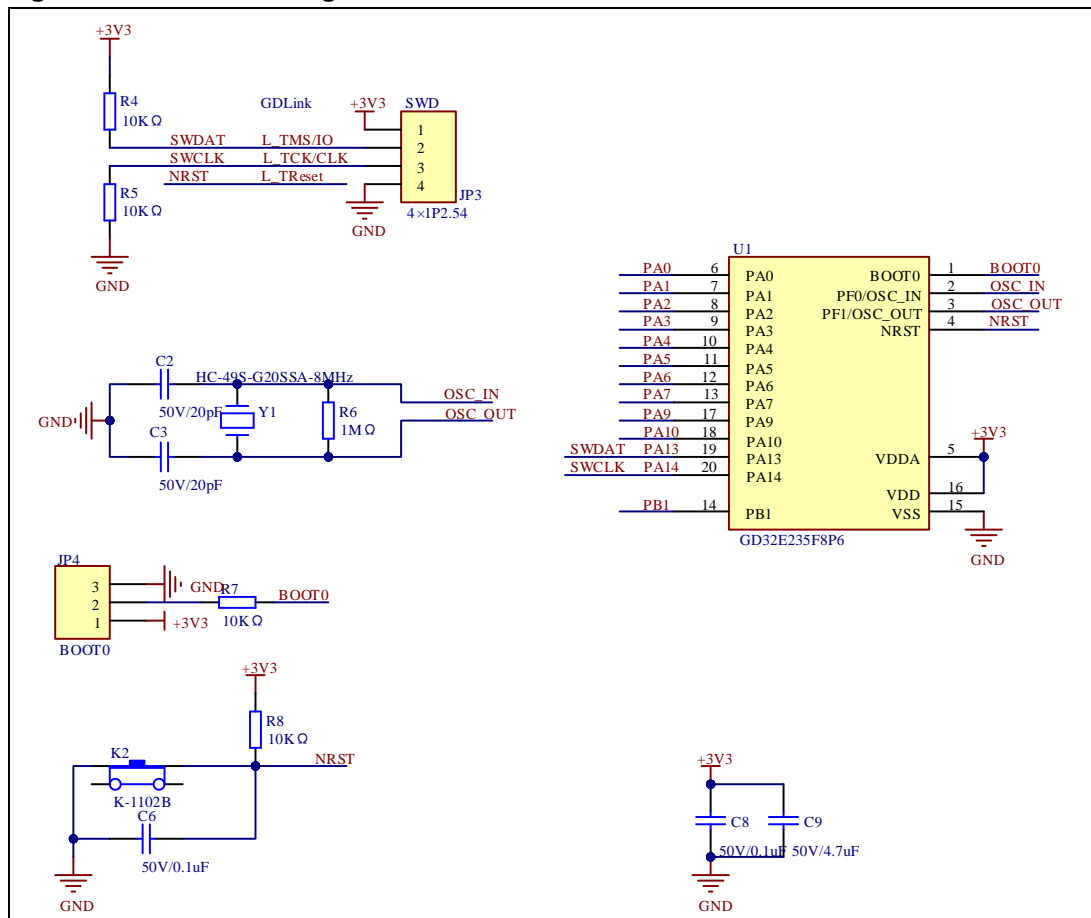 +3V3
R4
10KΩ
GDLink
+3V3
SWD
1
SWDAT
L_TMS/IO
2
SWCLK
L_TCK/CLK
3
NRST
L_TReset
4
R5
10KΩ
JP3
4×1P2.54
GND
GND
U1
PA0
6
PA0
BOOT0
1
BOOT0
PA1
7
PA1
PF0/OSC_IN
2
OSC_IN
PA2
8
PA2
PF1/OSC_OUT
3
OSC_OUT
PA3
9
PA3
NRST
4
NRST
PA4
10
PA4
PA5
11
PA5
PA6
12
PA6
PA7
13
PA7
PA9
17
PA9
PA10
18
PA10
SWDAT
PA13
19
PA13
SWCLK
PA14
20
PA14
PB1
14
PB1
VDDA
5
+3V3
VDD
16
VSS
15
GND
GD32E235F8P6
C2
HC-49S-G20SSA-8MHz
50V/20pF
Y1
R6
1MΩ
OSC_IN
OSC_OUT
GND
C3
50V/20pF
JP4
3
GND
2
R7
BOOT0
1
+3V3
10KΩ
BOOT0
+3V3
R8
10KΩ
K2
NRST
K-1102B
C6
50V/0.1uF
GND
+3V3
C8
C9
50V/0.1uF
50V/4.7uF
GND